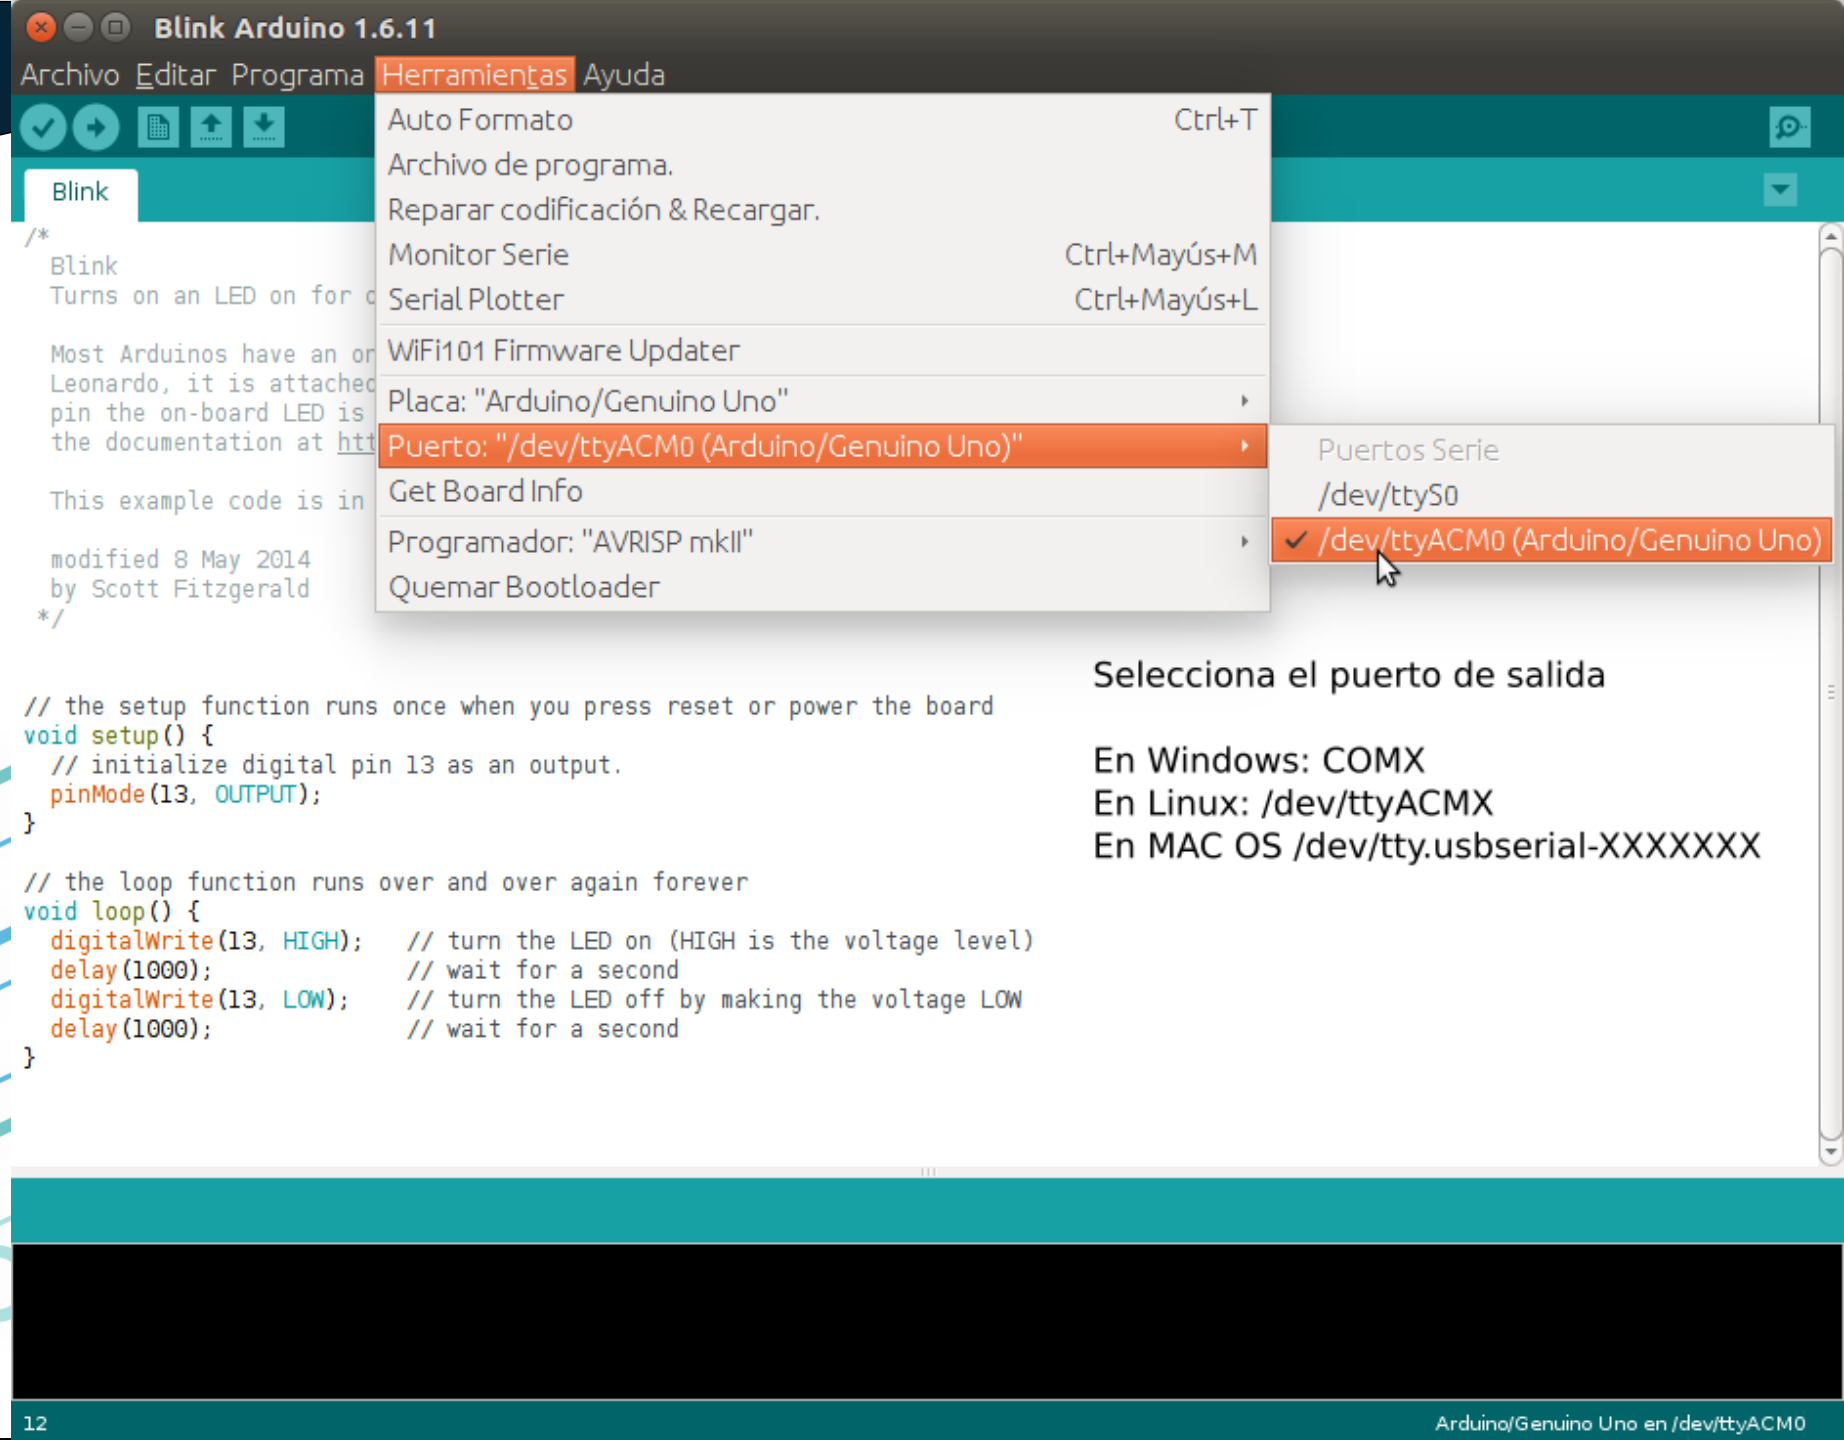 Blink Arduino 1.6.11
Archivo Editar Programa Herramientas Ayuda
Auto Formato Ctrl+T
Archivo de programa.
Reparar codificación & Recargar.
Monitor Serie Ctrl+Mayús+M
Serial Plotter Ctrl+Mayús+L
WiFi101 Firmware Updater
Placa: "Arduino/Genuino Uno"
Puerto: "/dev/ttyACM0 (Arduino/Genuino Uno)"
Get Board Info
Programador: "AVRISP mkII"
Quemar Bootloader
Puertos Serie
/dev/ttyS0
/dev/ttyACM0 (Arduino/Genuino Uno)
Blink
/*
Blink
Turns on an LED on for
Most Arduinos have an
Leonardo, it is attached
pin the on-board LED is
the documentation at
This example code is in
modified 8 May 2014
by Scott Fitzgerald
*/
// the setup function runs once when you press reset or power the board
void setup() {
// initialize digital pin 13 as an output.
pinMode(13, OUTPUT);
}
// the loop function runs over and over again forever
void loop() {
digitalWrite(13, HIGH); // turn the LED on (HIGH is the voltage level)
delay(1000); // wait for a second
digitalWrite(13, LOW); // turn the LED off by making the voltage LOW
delay(1000); // wait for a second
}
Selecciona el puerto de salida
En Windows: COMX
En Linux: /dev/ttyACMX
En MAC OS /dev/tty.usbserial-XXXXXXX
12
Arduino/Genuino Uno en /dev/ttyACM0